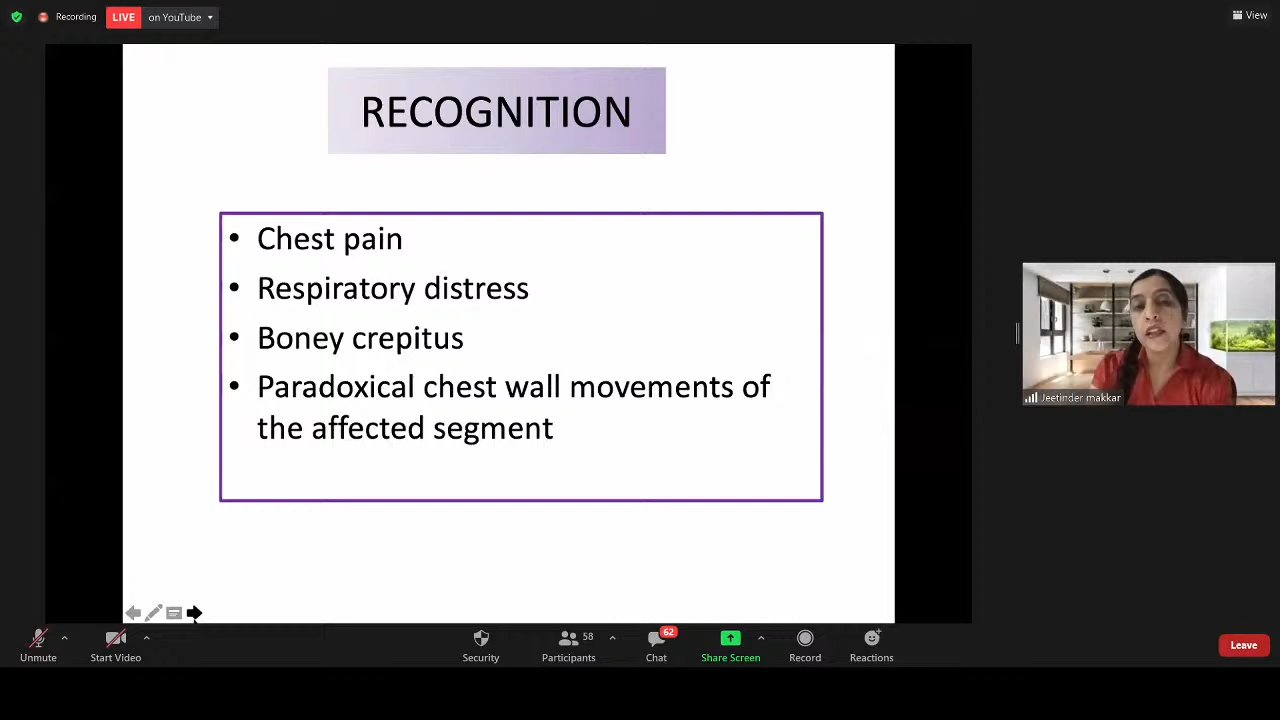 Recording
LIVE
on YouTube
View
RECOGNITION
• Chest pain
• Respiratory distress
• Boney crepitus
• Paradoxical chest wall movements of
the affected segment
Jeetinder makkar
Unmute
Start Video
Security
58
Participants
62
Chat
Share Screen
Record
Reactions
Leave